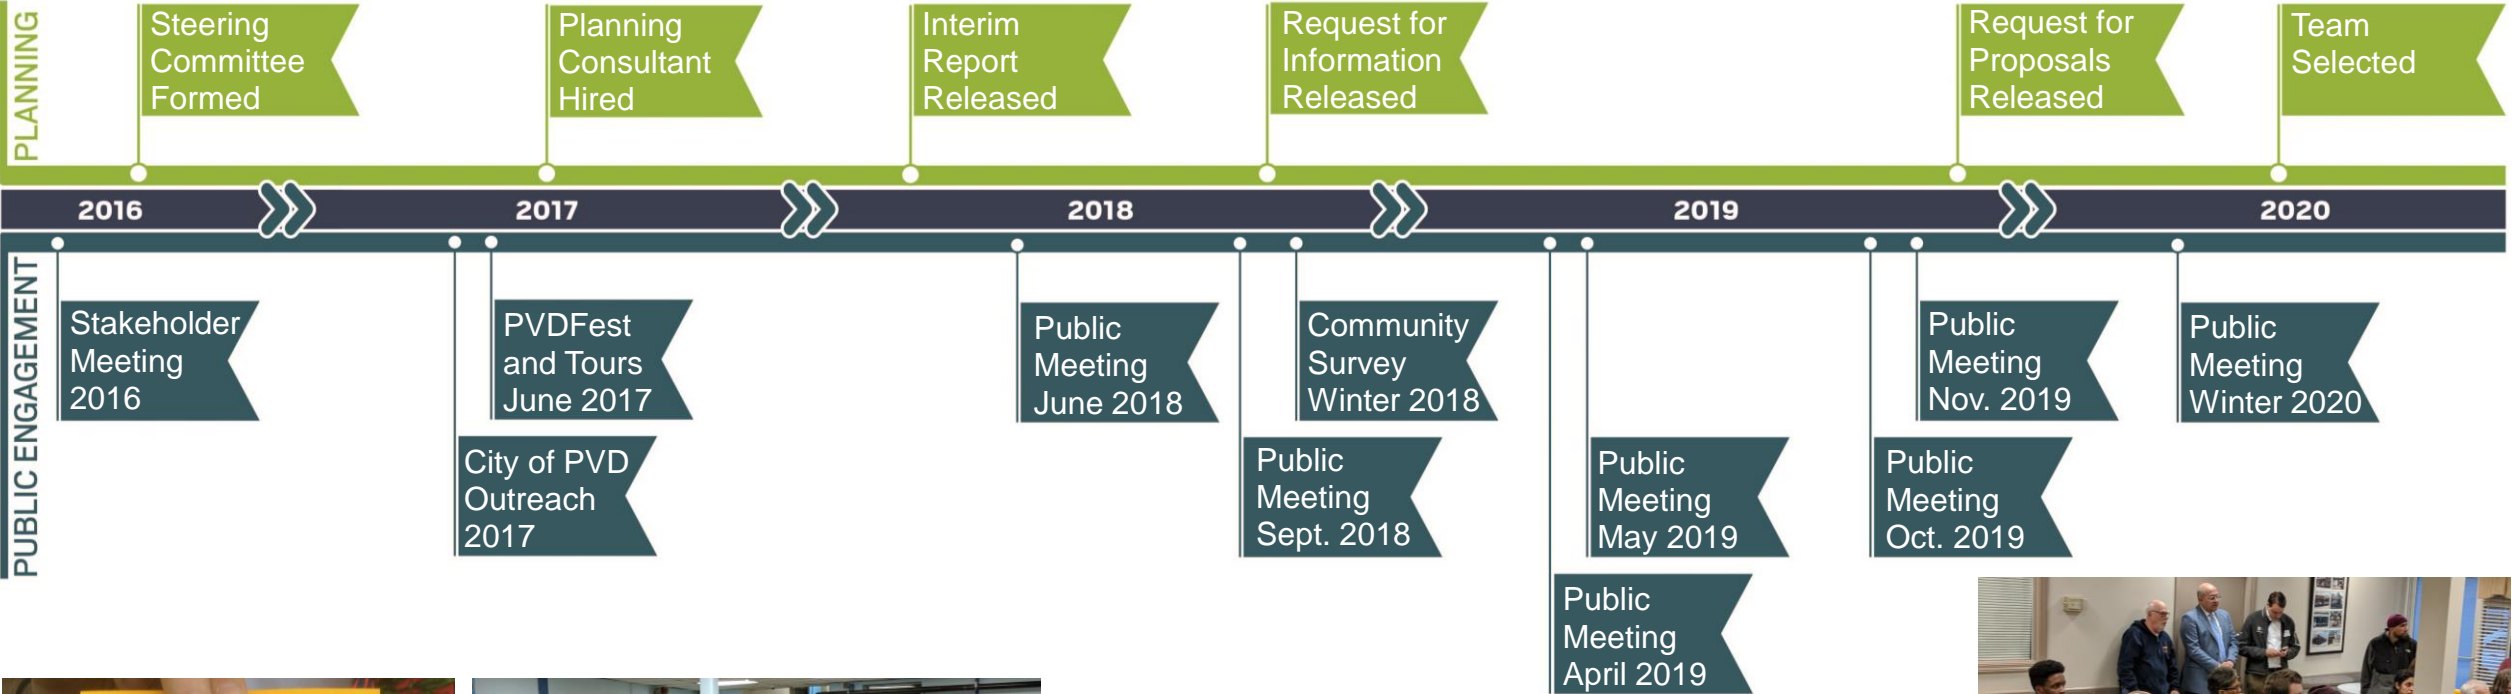 PLANNING
Steering
Committee
Formed
Planning
Consultant
Hired
Interim
Report
Released
Request for
Information
Released
Request for
Proposals
Released
Team
Selected
2016
2017
2018
2019
2020
PUBLIC ENGAGEMENT
Stakeholder
Meeting
2016
City of PVD
Outreach
2017
PVDFest
and Tours
June 2017
Public
Meeting
June 2018
Public
Meeting
Sept. 2018
Community
Survey
Winter 2018
Public
Meeting
April 2019
Public
Meeting
May 2019
Public
Meeting
Oct. 2019
Public
Meeting
Nov. 2019
Public
Meeting
Winter 2020